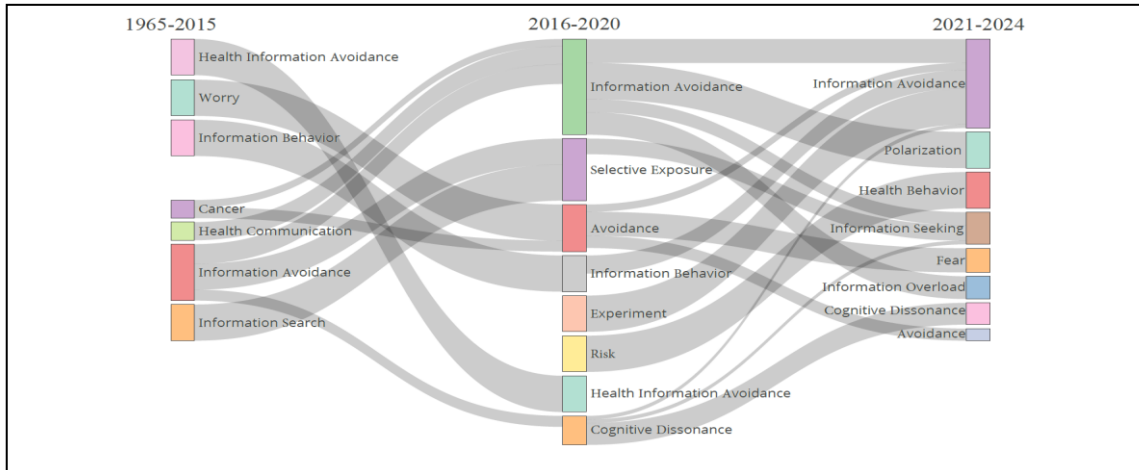 1965-2015
2016-2020
2021-2024
Health Information Avoidance
Worry
Information Behavior
Cancer
Health Communication
Information Avoidance
Information Search
Information Avoidance
Selective Exposure
Avoidance
Information Behavior
Experiment
Risk
Health Information Avoidance
Cognitive Dissonance
Information Avoidance
Polarization
Health Behavior
Information Seeking
Fear
Information Overload
Cognitive Dissonance
Avoidance